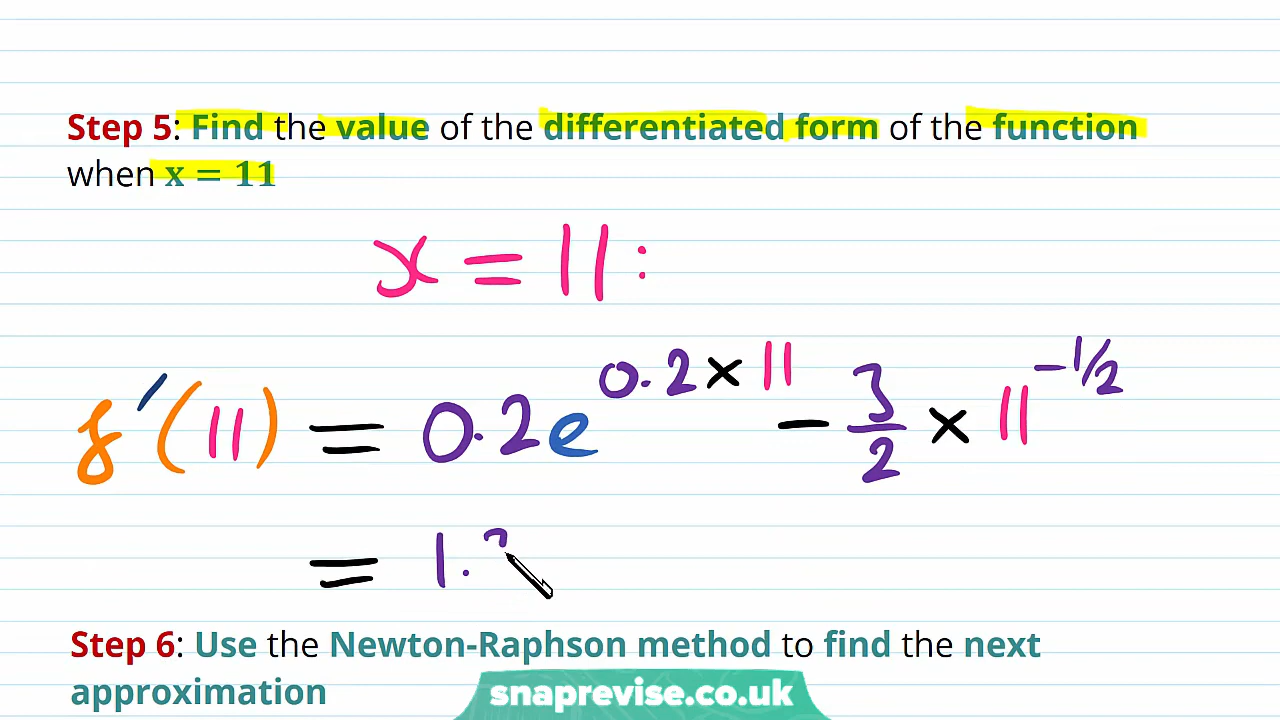 Step 5: Find the value of the differentiated form of the function
when x = 11
x = 11:
f'(11) = 0.2e^{0.2×11} - 3/2 × 11^{-1/2}
= 1.
Step 6: Use the Newton-Raphson method to find the next
approximation
snaprevise.co.uk